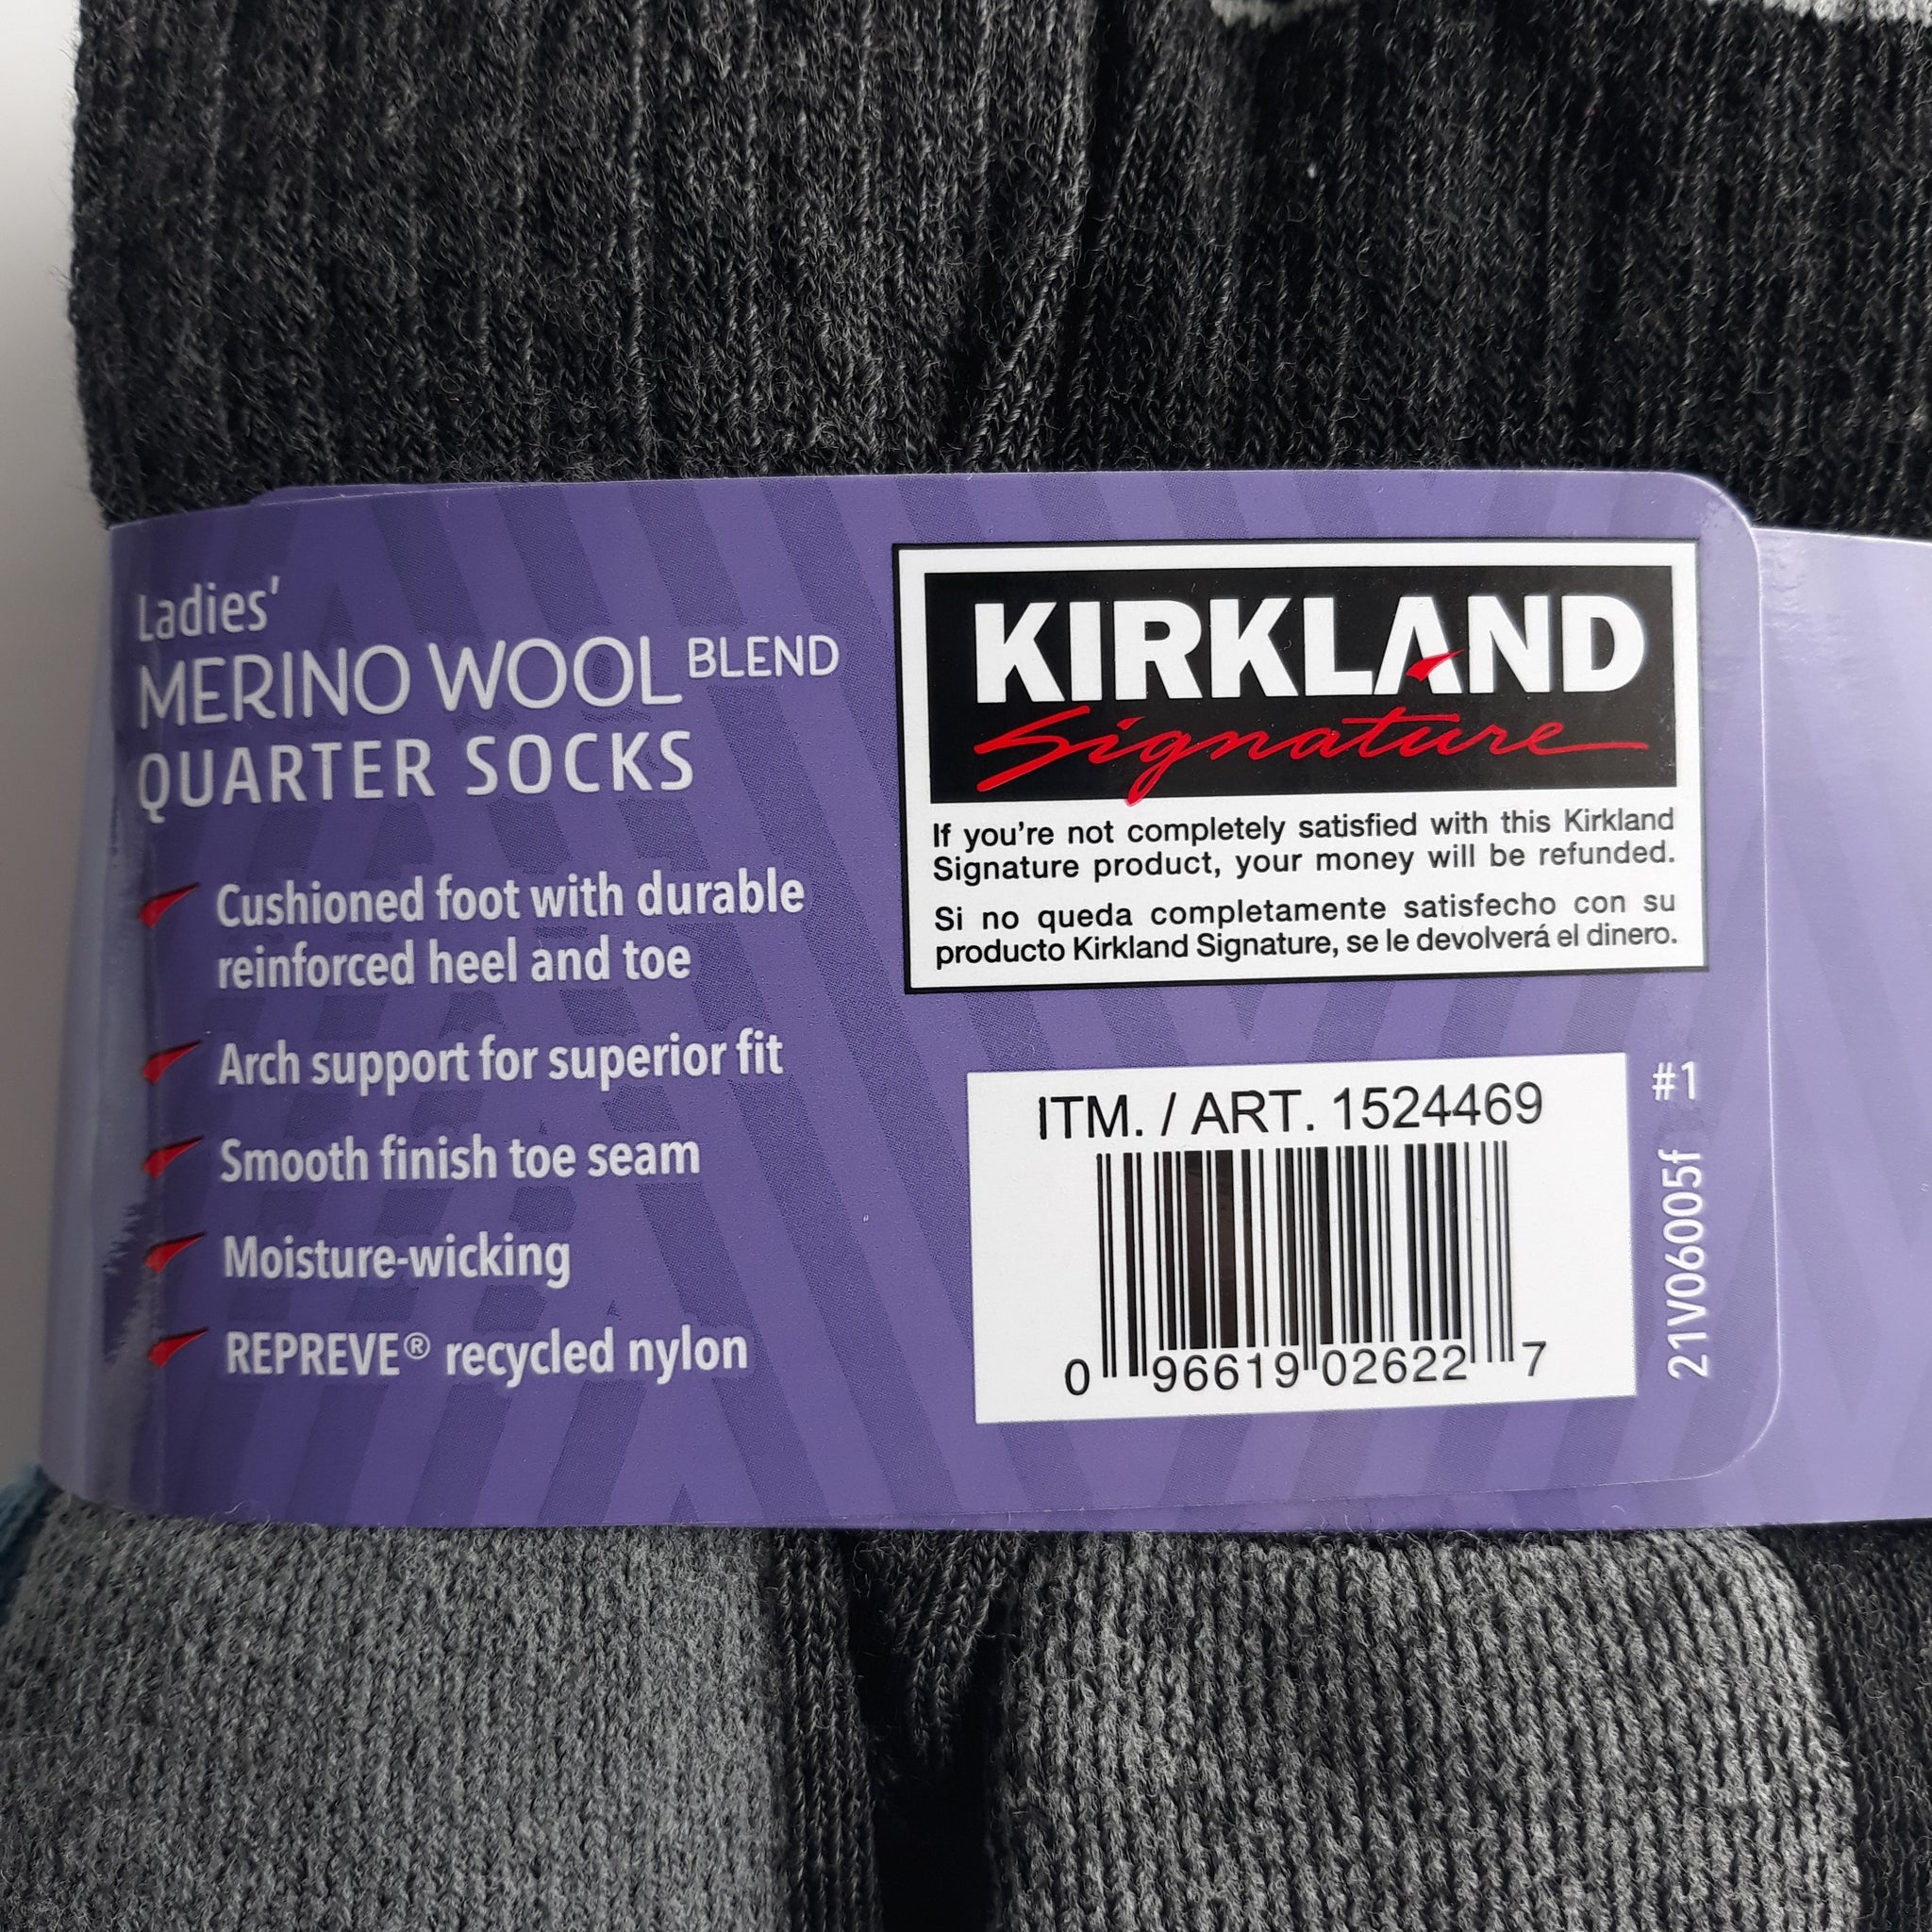 Ladies'
MERINO WOOL BLEND
QUARTER SOCKS
Cushioned foot with durable
reinforced heel and toe
Arch support for superior fit
Smooth finish toe seam
Moisture-wicking
REPREVE® recycled nylon
KIRKLAND
Signature
If you're not completely satisfied with this Kirkland
Signature product, your money will be refunded.
Si no queda completamente satisfecho con su
producto Kirkland Signature, se le devolverá el dinero.
ITM. / ART. 1524469
0 96619 02622 7
21V06005f #1